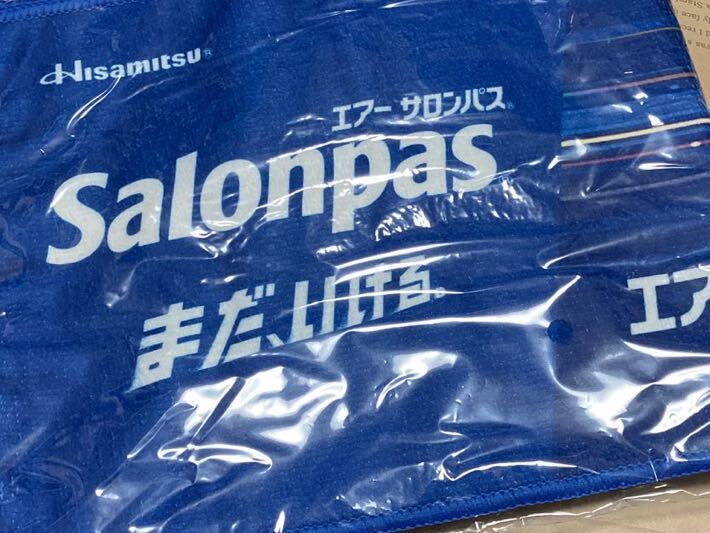 Hisamitsu®
エアー サロンパス®
Salonpas
まだ、いける。
エア